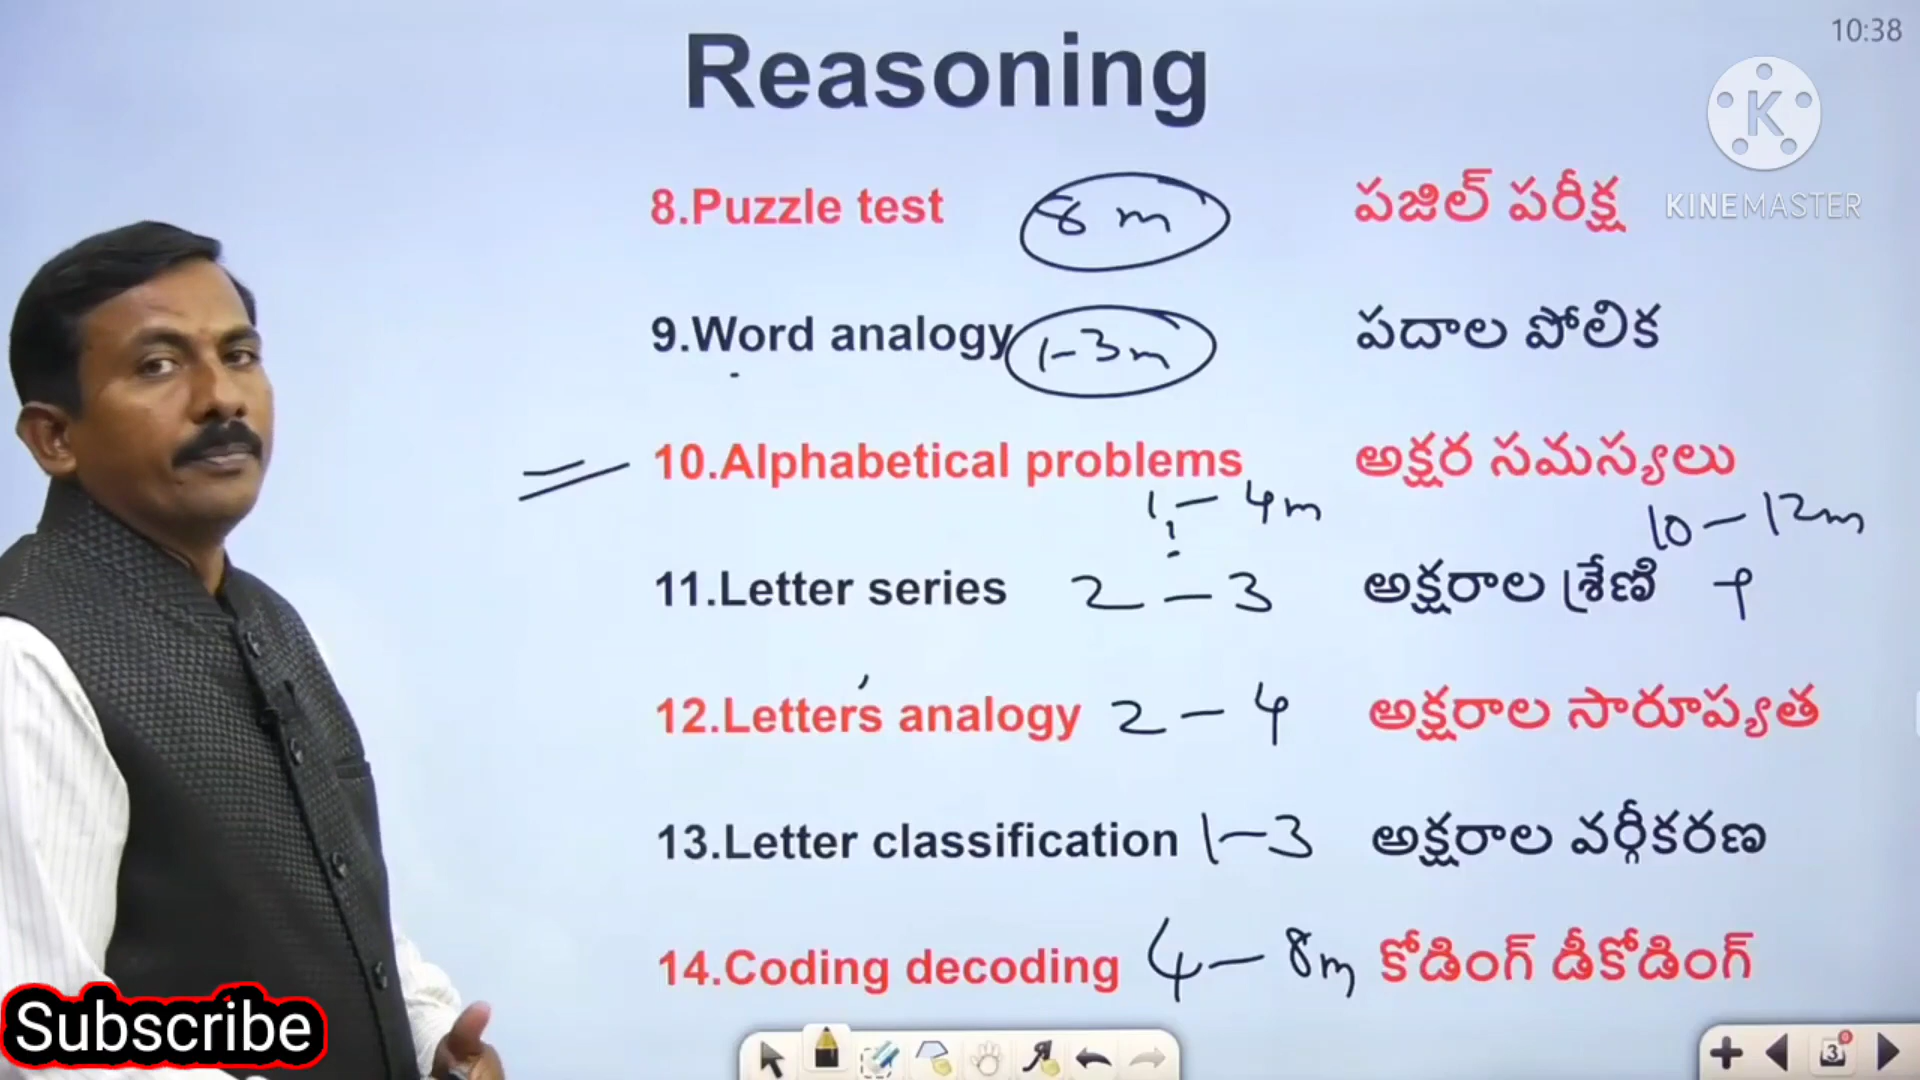 10:38
Reasoning
KINEMASTER
8.Puzzle test 8 m పజిల్ పరీక్ష
9.Word analogy 1-3m పదాల పోలిక
10.Alphabetical problems అక్షర సమస్యలు
1 - 4m 10 - 12m
11.Letter series 2 - 3 అక్షరాల శ్రేణి
12.Letters analogy 2 - 4 అక్షరాల సారూప్యత
13.Letter classification 1-3 అక్షరాల వర్గీకరణ
14.Coding decoding 4 - 8m కోడింగ్ డీకోడింగ్
Subscribe
3